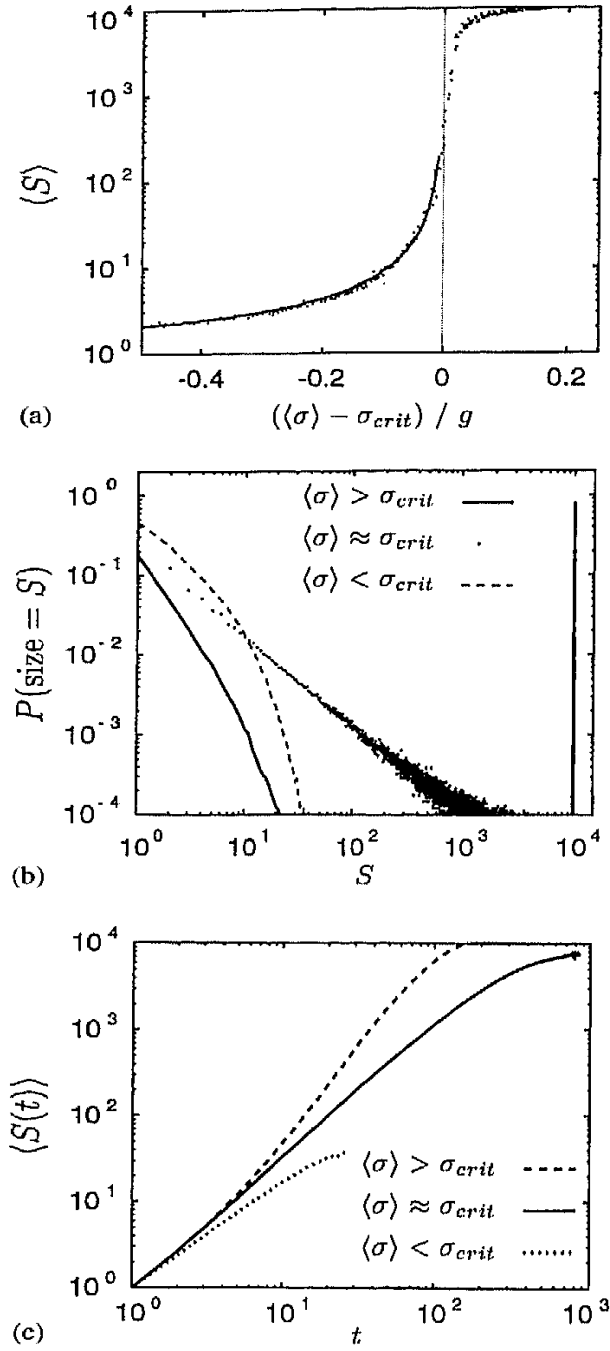 10^4
10^3
10^2
10^1
10^0
⟨S⟩
-0.4 -0.2 0 0.2
(a) (⟨σ⟩ − σ_crit) / g
10^0
10^-1
10^-2
10^-3
10^-4
P(size = S)
⟨σ⟩ > σ_crit
⟨σ⟩ ≈ σ_crit
⟨σ⟩ < σ_crit
10^0 10^1 10^2 10^3 10^4
(b) S
10^4
10^3
10^2
10^1
10^0
⟨S(t)⟩
⟨σ⟩ > σ_crit
⟨σ⟩ ≈ σ_crit
⟨σ⟩ < σ_crit
10^0 10^1 10^2 10^3
(c) t